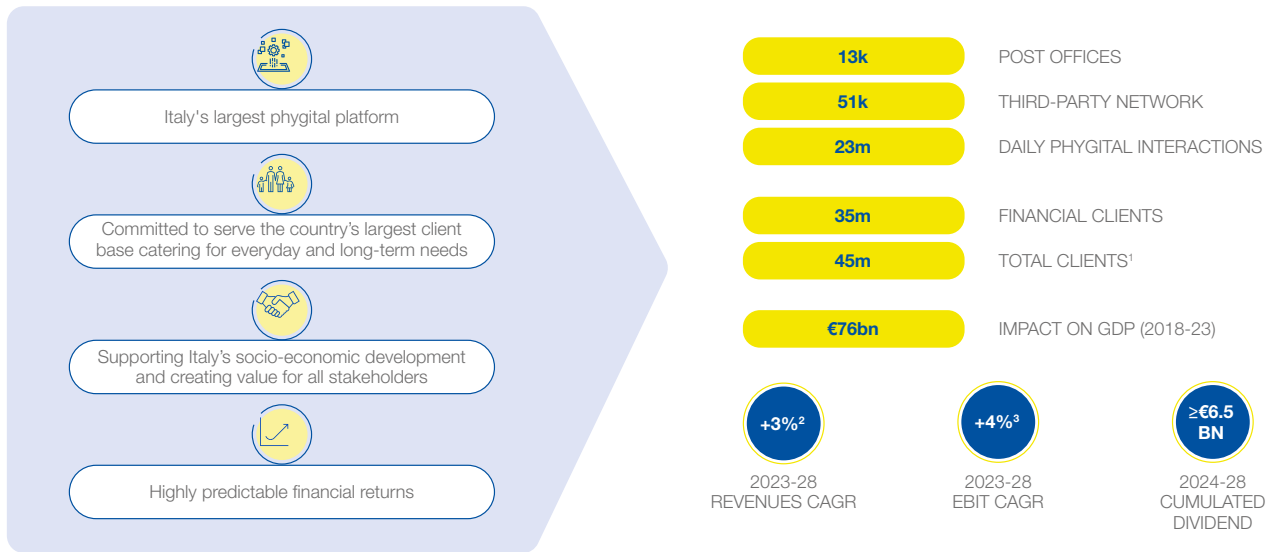 Italy's largest phygital platform
Committed to serve the country’s largest client
base catering for everyday and long-term needs
Supporting Italy’s socio-economic development
and creating value for all stakeholders
Highly predictable financial returns
13k POST OFFICES
51k THIRD-PARTY NETWORK
23m DAILY PHYGITAL INTERACTIONS
35m FINANCIAL CLIENTS
45m TOTAL CLIENTS¹
€76bn IMPACT ON GDP (2018-23)
+3%²
2023-28
REVENUES CAGR
+4%³
2023-28
EBIT CAGR
≥€6.5
BN
2024-28
CUMULATED
DIVIDEND